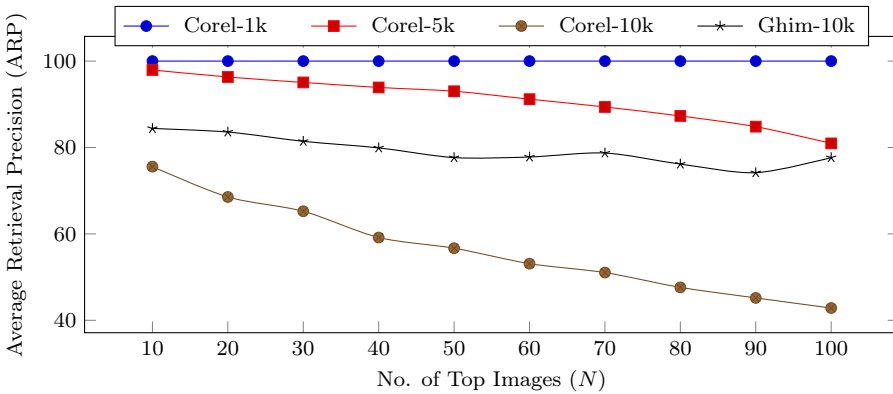 Corel-1k Corel-5k Corel-10k Ghim-10k
Average Retrieval Precision (ARP)
100
80
60
40
10 20 30 40 50 60 70 80 90 100
No. of Top Images (N)